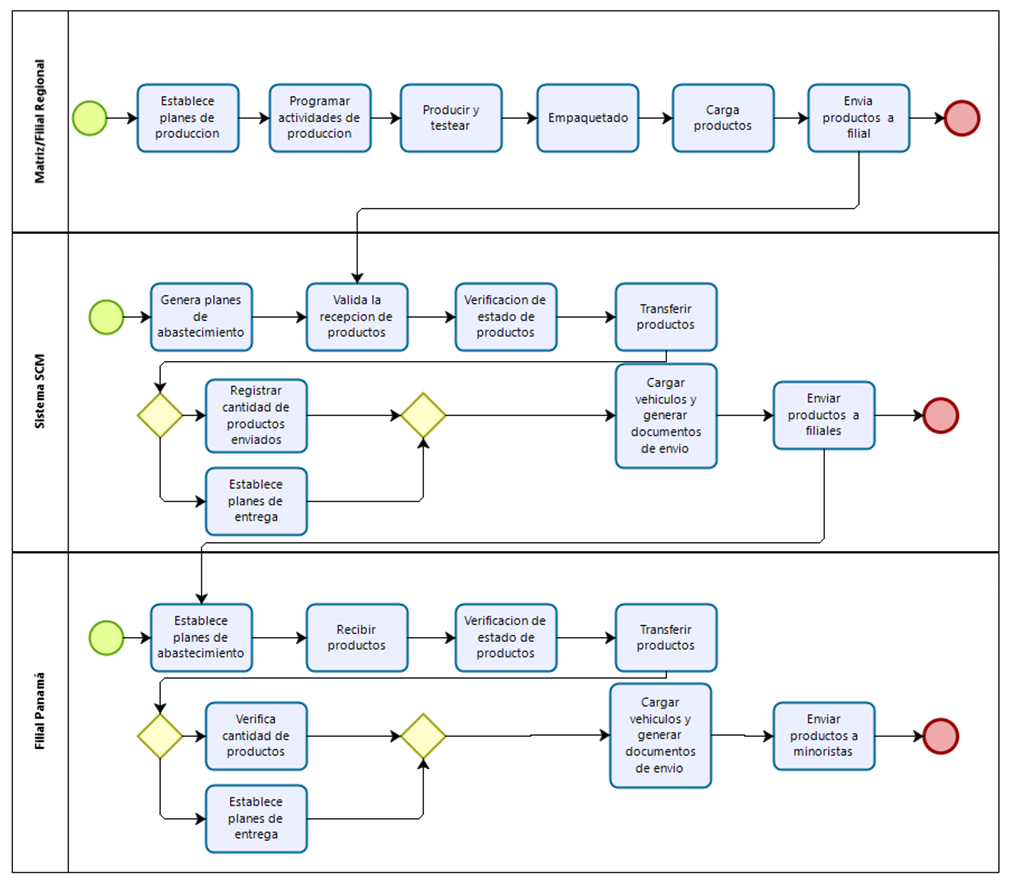 Matriz/Filial Regional
Establece
planes de
produccion
Programar
actividades de
produccion
Producir y
testear
Empaquetado
Carga
productos
Envia
productos a
filial
Sistema SCM
Genera planes
de
abastecimiento
Valida la
recepcion de
productos
Verificacion de
estado de
productos
Transferir
productos
Registrar
cantidad de
productos
enviados
Establece
planes de
entrega
Cargar
vehiculos y
generar
documentos
de envio
Enviar
productos a
filiales
Filial Panamá
Establece
planes de
abastecimiento
Recibir
productos
Verificacion de
estado de
productos
Transferir
productos
Verifica
cantidad de
productos
Establece
planes de
entrega
Cargar
vehiculos y
generar
documentos
de envio
Enviar
productos a
minoristas